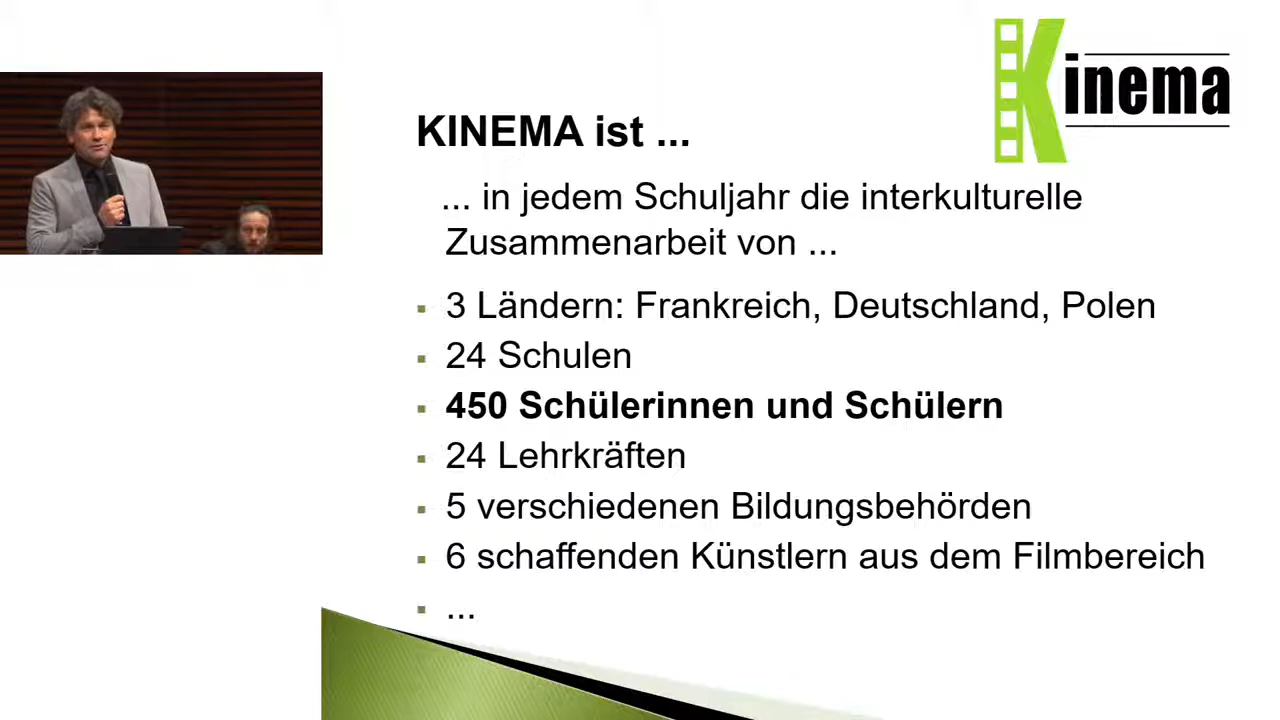 Kinema
KINEMA ist ...
... in jedem Schuljahr die interkulturelle
Zusammenarbeit von ...
▪ 3 Ländern: Frankreich, Deutschland, Polen
▪ 24 Schulen
▪ 450 Schülerinnen und Schülern
▪ 24 Lehrkräften
▪ 5 verschiedenen Bildungsbehörden
▪ 6 schaffenden Künstlern aus dem Filmbereich
▪ ...